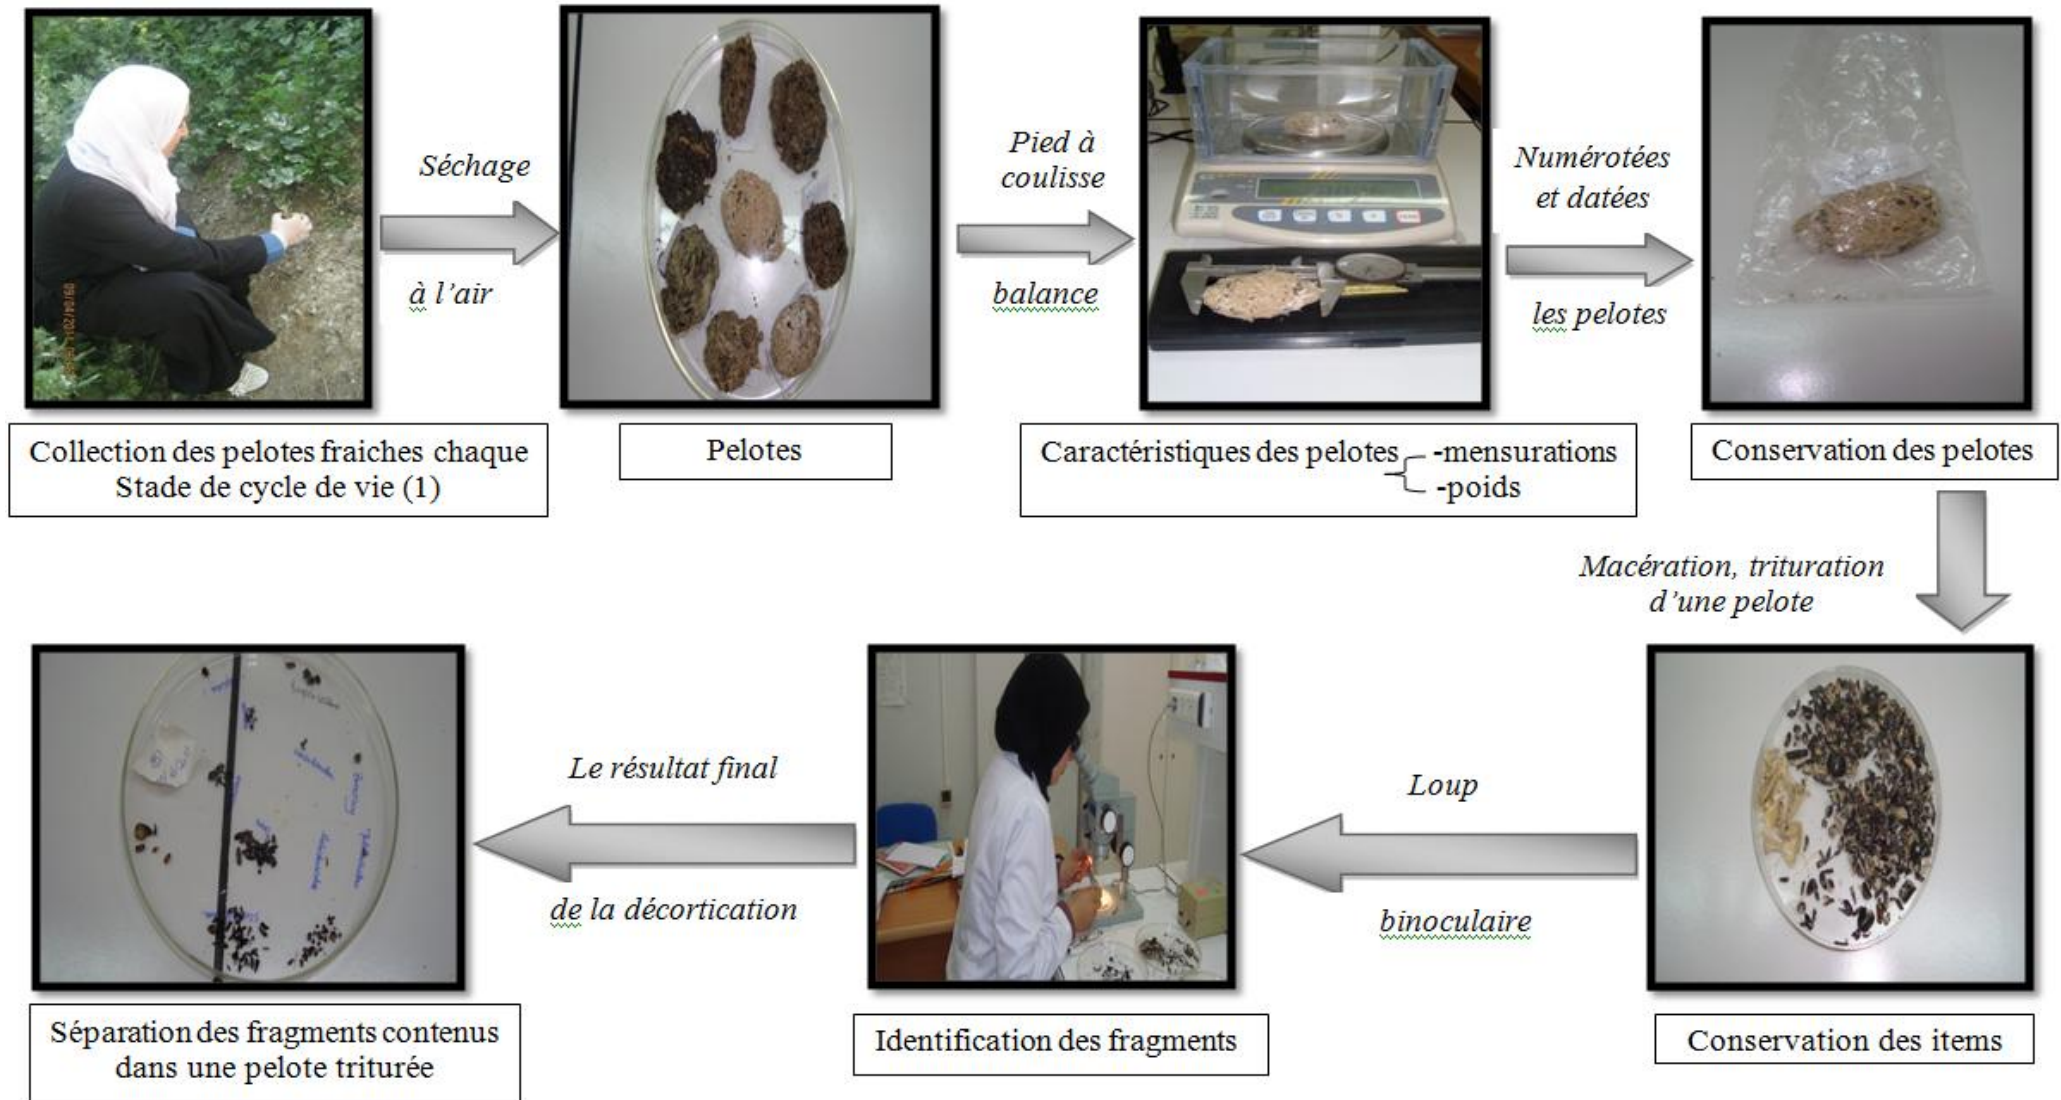 Séchage
à l’air
Pied à
coulisse
balance
Numérotées
et datées
les pelotes
Collection des pelotes fraiches chaque
Stade de cycle de vie (1)
Pelotes
Caractéristiques des pelotes -mensurations
-poids
Conservation des pelotes
Macération, trituration
d’une pelote
Le résultat final
de la décortication
Loup
binoculaire
Séparation des fragments contenus
dans une pelote triturée
Identification des fragments
Conservation des items